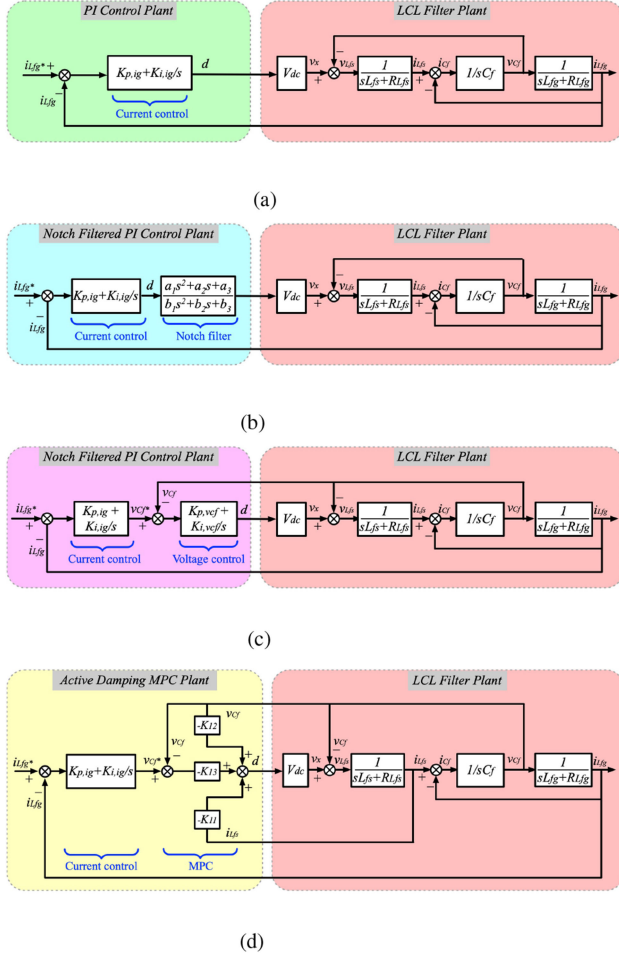 PI Control Plant
LCL Filter Plant
iLfg* +
−
iLfg
Kp,ig+Ki,ig/s
d
Current control
Vdc
vx
+
−
vLfs
1
sLfs+RLfs
iLfs
+
−
iCf
1/sCf
vCf
1
sLfg+RLfg
iLfg
(a)
Notch Filtered PI Control Plant
LCL Filter Plant
iLfg*
+
−
iLfg
Kp,ig+Ki,ig/s
d
a1s²+a2s+a3
b1s²+b2s+b3
Current control
Notch filter
Vdc
vx
+
−
vLfs
1
sLfs+RLfs
iLfs
+
−
iCf
1/sCf
vCf
1
sLfg+RLfg
iLfg
(b)
Notch Filtered PI Control Plant
LCL Filter Plant
iLfg*
+
−
iLfg
Kp,ig +
Ki,ig/s
vCf*
+
vCf
−
Kp,vcf +
Ki,vcf/s
d
Current control
Voltage control
Vdc
vx
+
−
vLfs
1
sLfs+RLfs
iLfs
+
−
iCf
1/sCf
vCf
1
sLfg+RLfg
iLfg
(c)
Active Damping MPC Plant
LCL Filter Plant
iLfg*
+
−
iLfg
Kp,ig+Ki,ig/s
vCf*
+
vCf
−
vCf
-K12
+
-K13
+
d
+
-K11
iLfs
Current control
MPC
Vdc
vx
+
−
vLfs
1
sLfs+RLfs
iLfs
+
−
iCf
1/sCf
vCf
1
sLfg+RLfg
iLfg
(d)